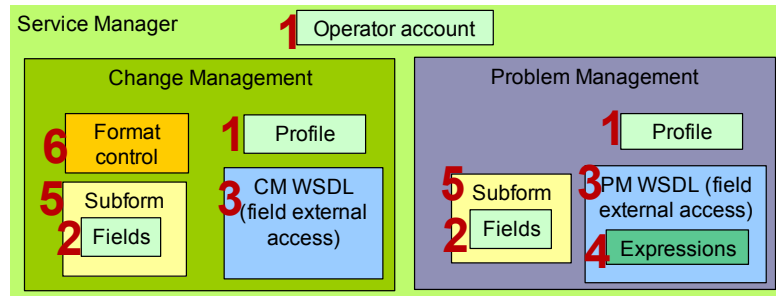 Service Manager
1 Operator account
Change Management
6 Format
control
1 Profile
5 Subform
2 Fields
3 CM WSDL
(field external
access)
Problem Management
1 Profile
5 Subform
2 Fields
3 PM WSDL (field
external access)
4 Expressions